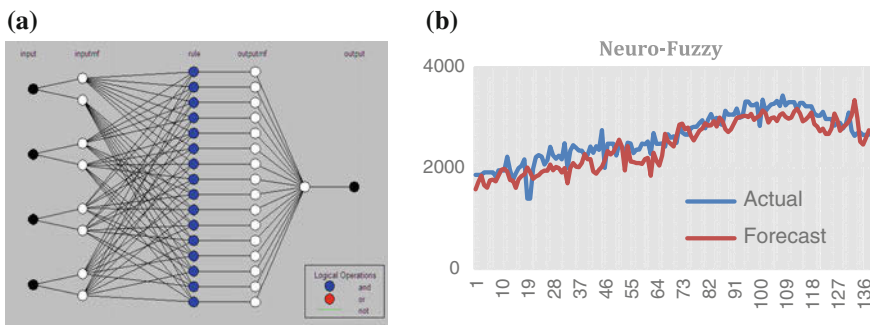 (a)
input
inputmf
rule
outputmf
output
Logical Operations
and
or
not
(b)
Neuro-Fuzzy
4000
2000
0
Actual
Forecast
1
10
19
28
37
46
55
64
73
82
91
100
109
118
127
136